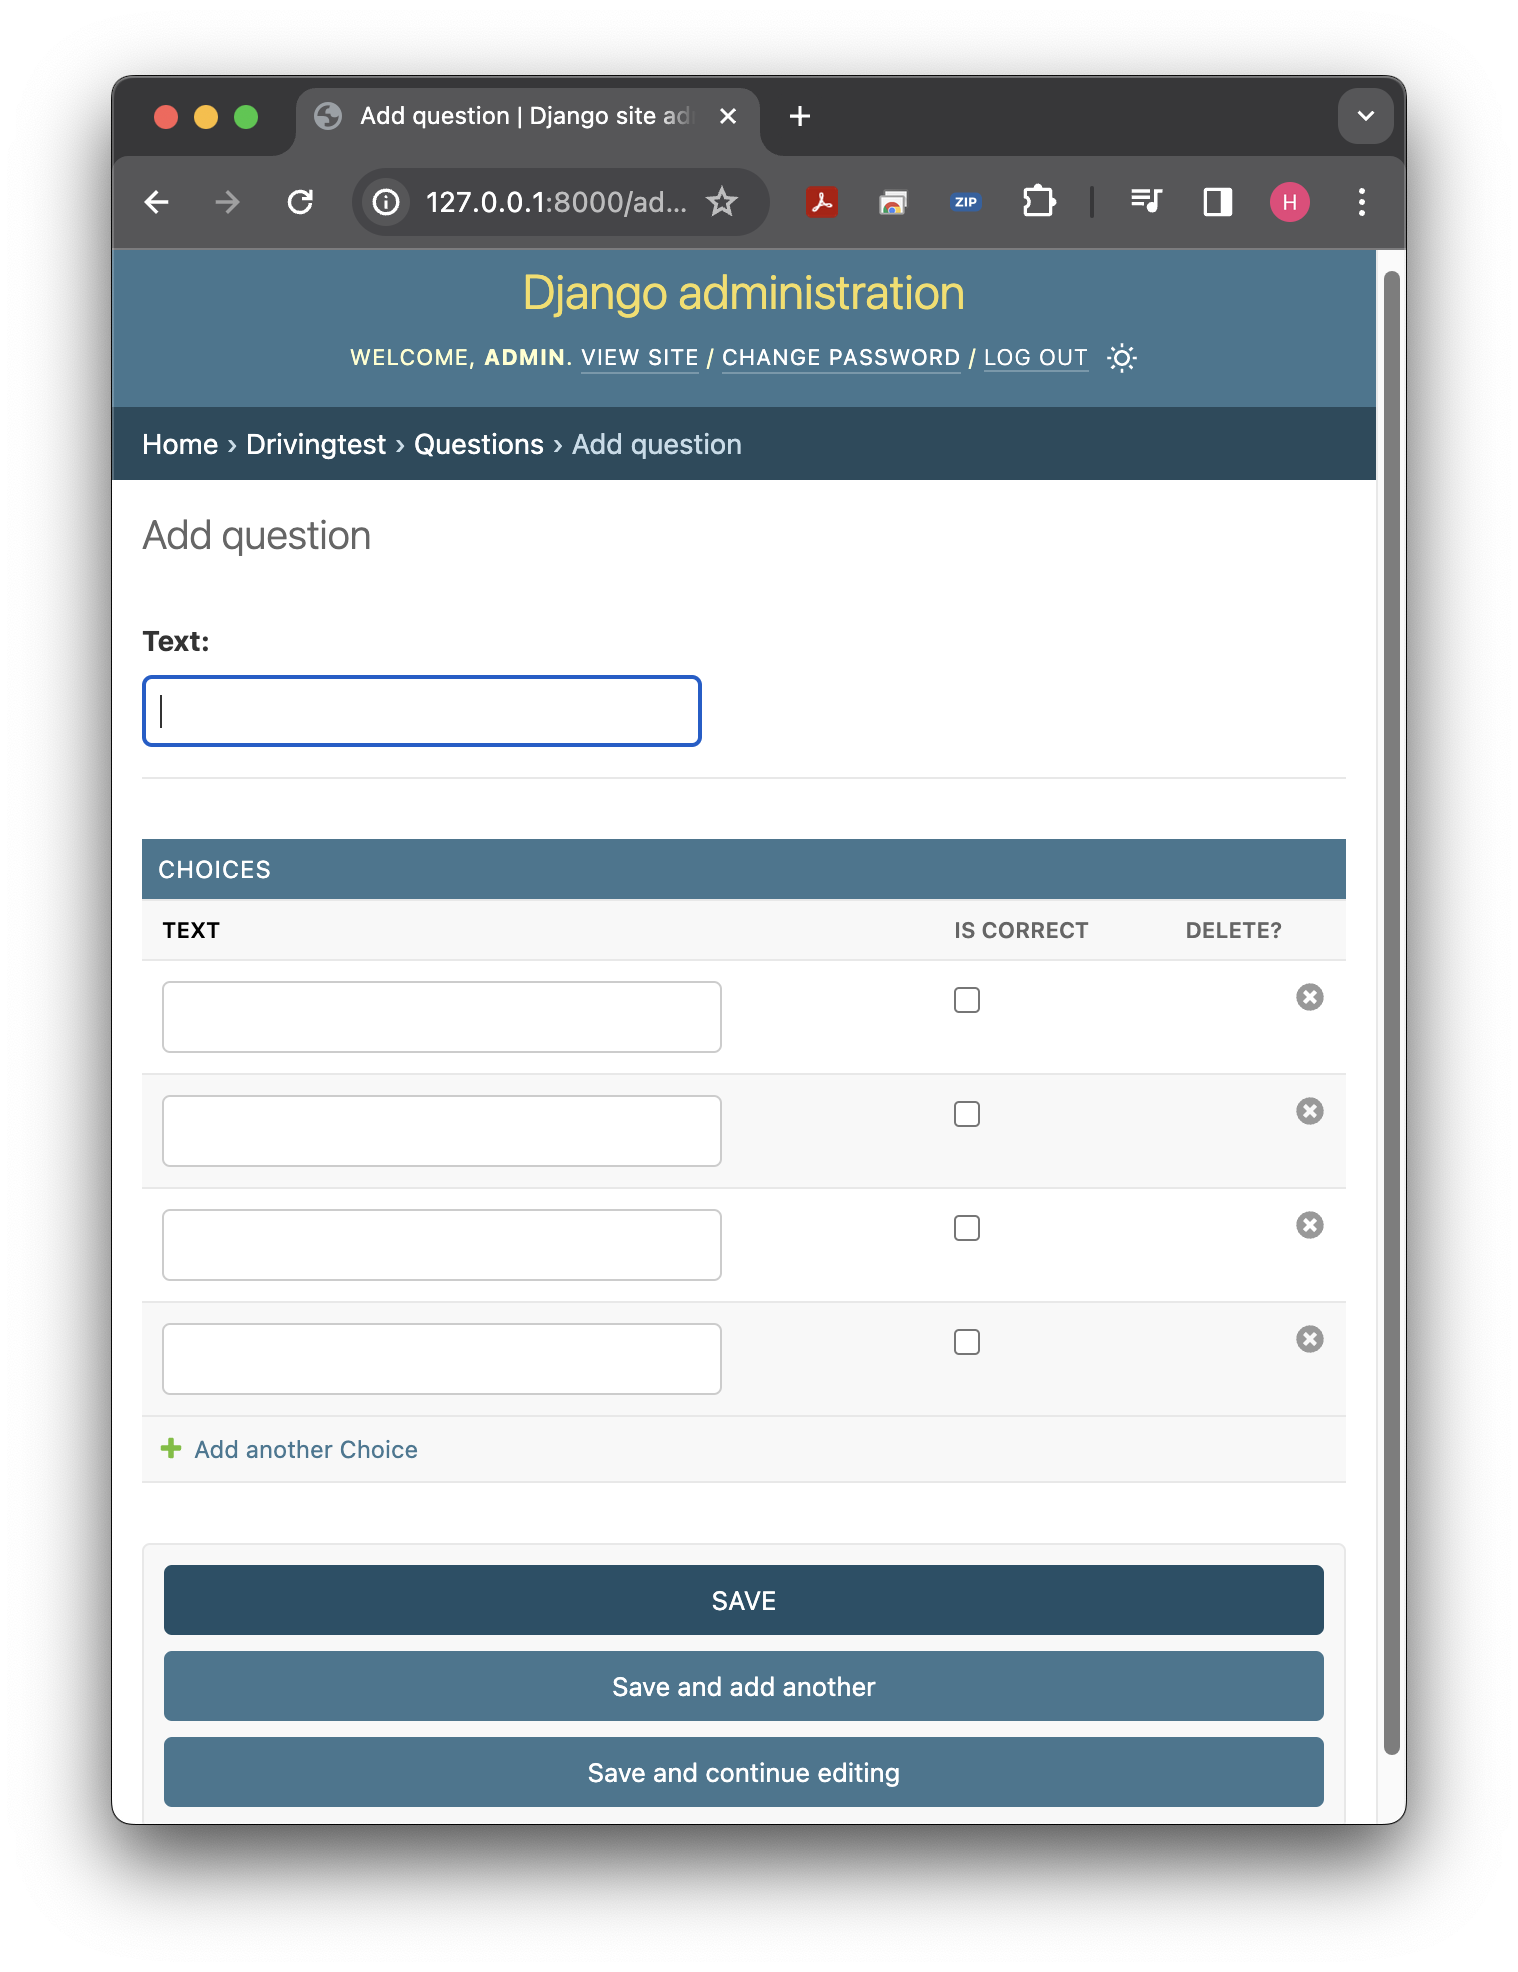 Add question | Django site ad
127.0.0.1:8000/ad...
ZIP
H
Django administration
WELCOME, ADMIN. VIEW SITE / CHANGE PASSWORD / LOG OUT
Home › Drivingtest › Questions › Add question
Add question
Text:
CHOICES
TEXT IS CORRECT DELETE?
Add another Choice
SAVE
Save and add another
Save and continue editing